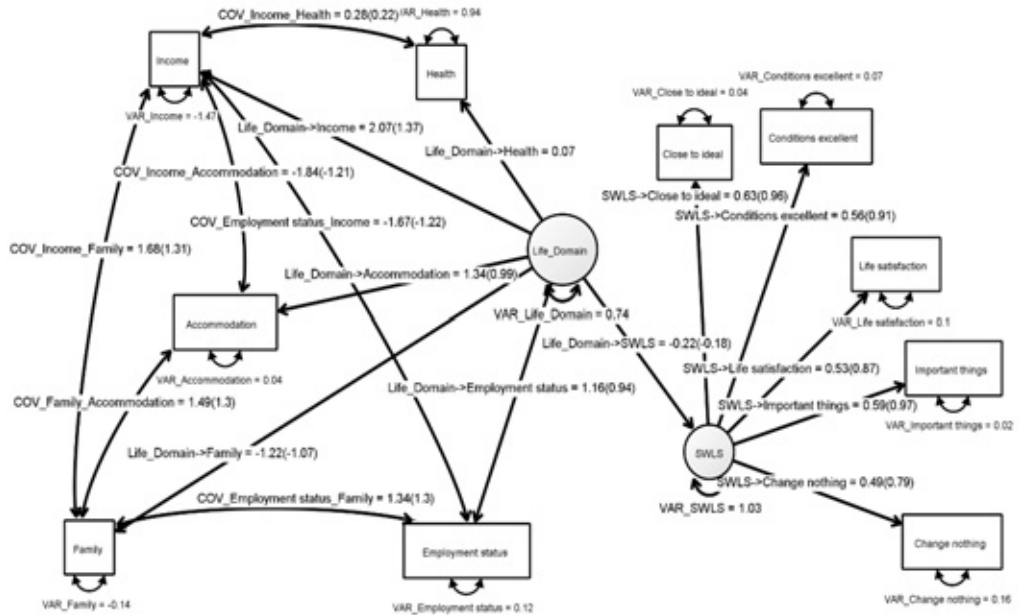 COV_Income_Health = 0.28(0.22)
VAR_Health = 0.94
Income
Health
VAR_Income = -1.47
VAR_Conditions excellent = 0.07
VAR_Close to ideal = 0.04
Close to ideal
Conditions excellent
Life_Domain->Income = 2.07(1.37)
Life_Domain->Health = 0.07
COV_Income_Accommodation = -1.84(-1.21)
SWLS->Close to ideal = 0.63(0.96)
SWLS->Conditions excellent = 0.56(0.91)
COV_Employment status_Income = -1.67(-1.22)
COV_Income_Family = 1.68(1.31)
Life_Domain
Life satisfaction
Life_Domain->Accommodation = 1.34(0.99)
VAR_Life_Domain = 0.74
VAR_Life satisfaction = 0.1
Accommodation
Life_Domain->SWLS = -0.22(-0.18)
VAR_Accommodation = 0.04
SWLS->Life satisfaction = 0.53(0.87)
Important things
Life_Domain->Employment status = 1.16(0.94)
COV_Family_Accommodation = 1.49(1.3)
SWLS->Important things = 0.59(0.97)
VAR_Important things = 0.02
Life_Domain->Family = -1.22(-1.07)
SWLS
SWLS->Change nothing = 0.49(0.79)
COV_Employment status_Family = 1.34(1.3)
VAR_SWLS = 1.03
Family
Employment status
Change nothing
VAR_Family = -0.14
VAR_Employment status = 0.12
VAR_Change nothing = 0.16